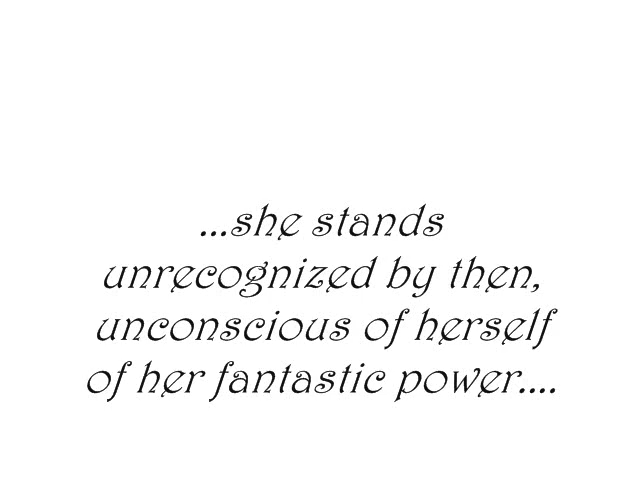 ...she stands
unrecognized by then,
unconscious of herself
of her fantastic power....